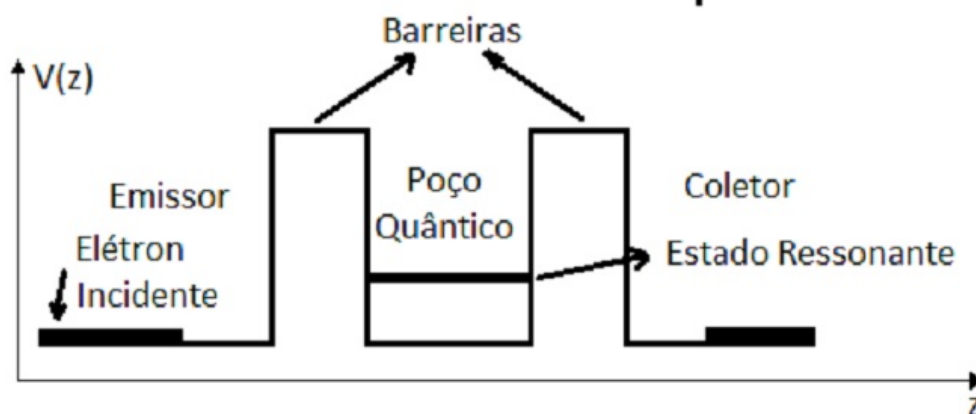 Barreiras
V(z)
Poço
Quântico
Emissor
Coletor
Elétron
Incidente
Estado Ressonante
z